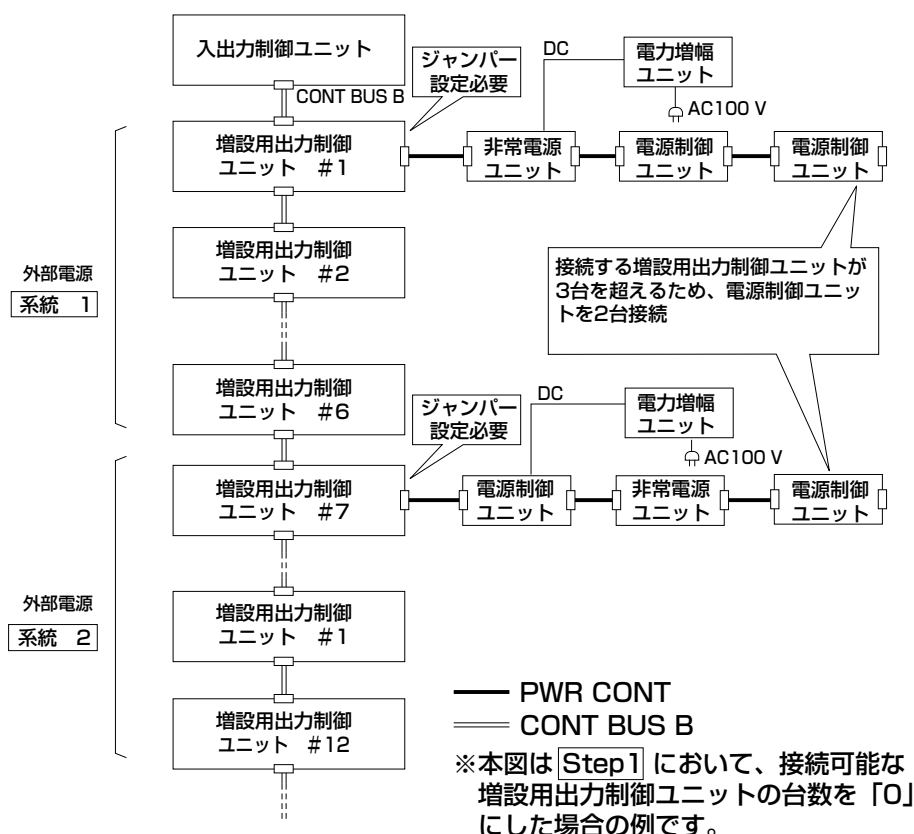 入出力制御ユニット
CONT BUS B
ジャンパー
設定必要
DC
電力増幅
ユニット
AC100 V
増設用出力制御
ユニット #1
非常電源
ユニット
電源制御
ユニット
電源制御
ユニット
増設用出力制御
ユニット #2
外部電源
系統 1
接続する増設用出力制御ユニットが
3台を超えるため、電源制御ユニッ
トを2台接続
増設用出力制御
ユニット #6
ジャンパー
設定必要
DC
電力増幅
ユニット
AC100 V
増設用出力制御
ユニット #7
電源制御
ユニット
非常電源
ユニット
電源制御
ユニット
外部電源
系統 2
増設用出力制御
ユニット #1
増設用出力制御
ユニット #12
PWR CONT
CONT BUS B
※本図は Step1 において、接続可能な
増設用出力制御ユニットの台数を「0」
にした場合の例です。